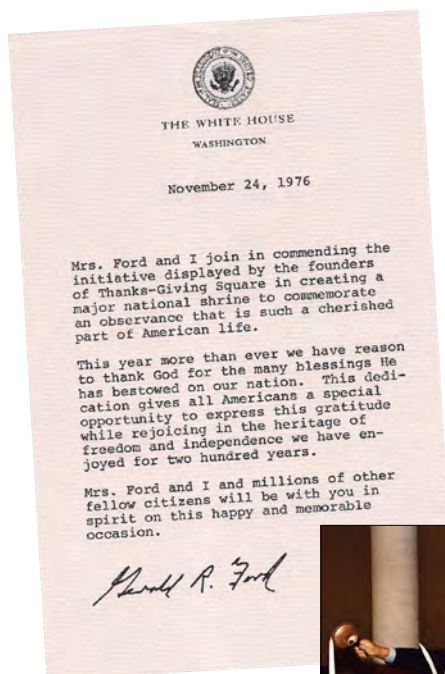 THE WHITE HOUSE
WASHINGTON
November 24, 1976
Mrs. Ford and I join in commending the
initiative displayed by the founders
of Thanks-Giving Square in creating a
major national shrine to commemorate
an observance that is such a cherished
part of American life.
This year more than ever we have reason
to thank God for the many blessings He
has bestowed on our nation.  This dedi-
cation gives all Americans a special
opportunity to express this gratitude
while rejoicing in the heritage of
freedom and independence we have en-
joyed for two hundred years.
Mrs. Ford and I and millions of other
fellow citizens will be with you in
spirit on this happy and memorable
occasion.
Gerald R. Ford